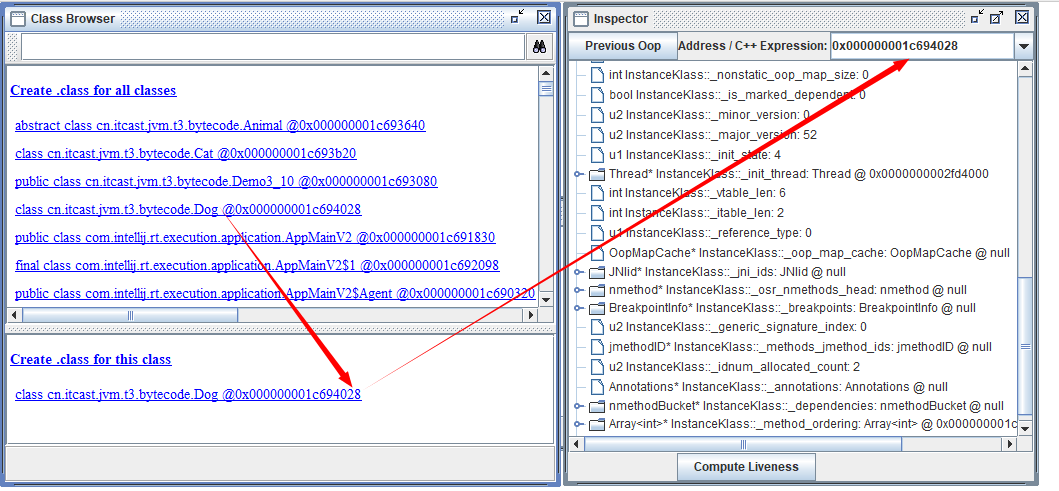 Class Browser
Create .class for all classes
abstract class cn.itcast.jvm.t3.bytecode.Animal @0x000000001c693640
class cn.itcast.jvm.t3.bytecode.Cat @0x000000001c693b20
public class cn.itcast.jvm.t3.bytecode.Demo3_10 @0x000000001c693080
class cn.itcast.jvm.t3.bytecode.Dog @0x000000001c694028
public class com.intellij.rt.execution.application.AppMainV2 @0x000000001c691830
final class com.intellij.rt.execution.application.AppMainV2$1 @0x000000001c692098
public class com.intellij.rt.execution.application.AppMainV2$Agent @0x000000001c690320
Create .class for this class
class cn.itcast.jvm.t3.bytecode.Dog @0x000000001c694028
Inspector
Previous Oop Address / C++ Expression: 0x000000001c694028
int InstanceKlass::_nonstatic_oop_map_size: 0
bool InstanceKlass::_is_marked_dependent: 0
u2 InstanceKlass::_minor_version: 0
u2 InstanceKlass::_major_version: 52
u1 InstanceKlass::_init_state: 4
Thread* InstanceKlass::_init_thread: Thread @ 0x0000000002fd4000
int InstanceKlass::_vtable_len: 6
int InstanceKlass::_itable_len: 2
u1 InstanceKlass::_reference_type: 0
OopMapCache* InstanceKlass::_oop_map_cache: OopMapCache @ null
JNIid* InstanceKlass::_jni_ids: JNIid @ null
nmethod* InstanceKlass::_osr_nmethods_head: nmethod @ null
BreakpointInfo* InstanceKlass::_breakpoints: BreakpointInfo @ null
u2 InstanceKlass::_generic_signature_index: 0
jmethodID* InstanceKlass::_methods_jmethod_ids: jmethodID @ null
u2 InstanceKlass::_idnum_allocated_count: 2
Annotations* InstanceKlass::_annotations: Annotations @ null
nmethodBucket* InstanceKlass::_dependencies: nmethodBucket @ null
Array<int>* InstanceKlass::_method_ordering: Array<int> @ 0x000000001c
Compute Liveness